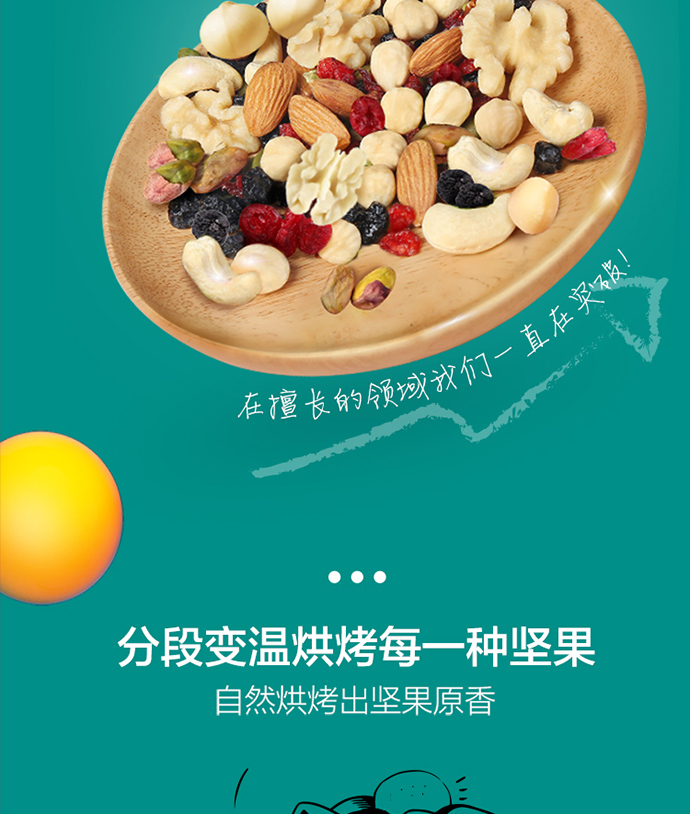 在擅长的领域我们一直在突破!
分段变温烘烤每一种坚果
自然烘烤出坚果原香